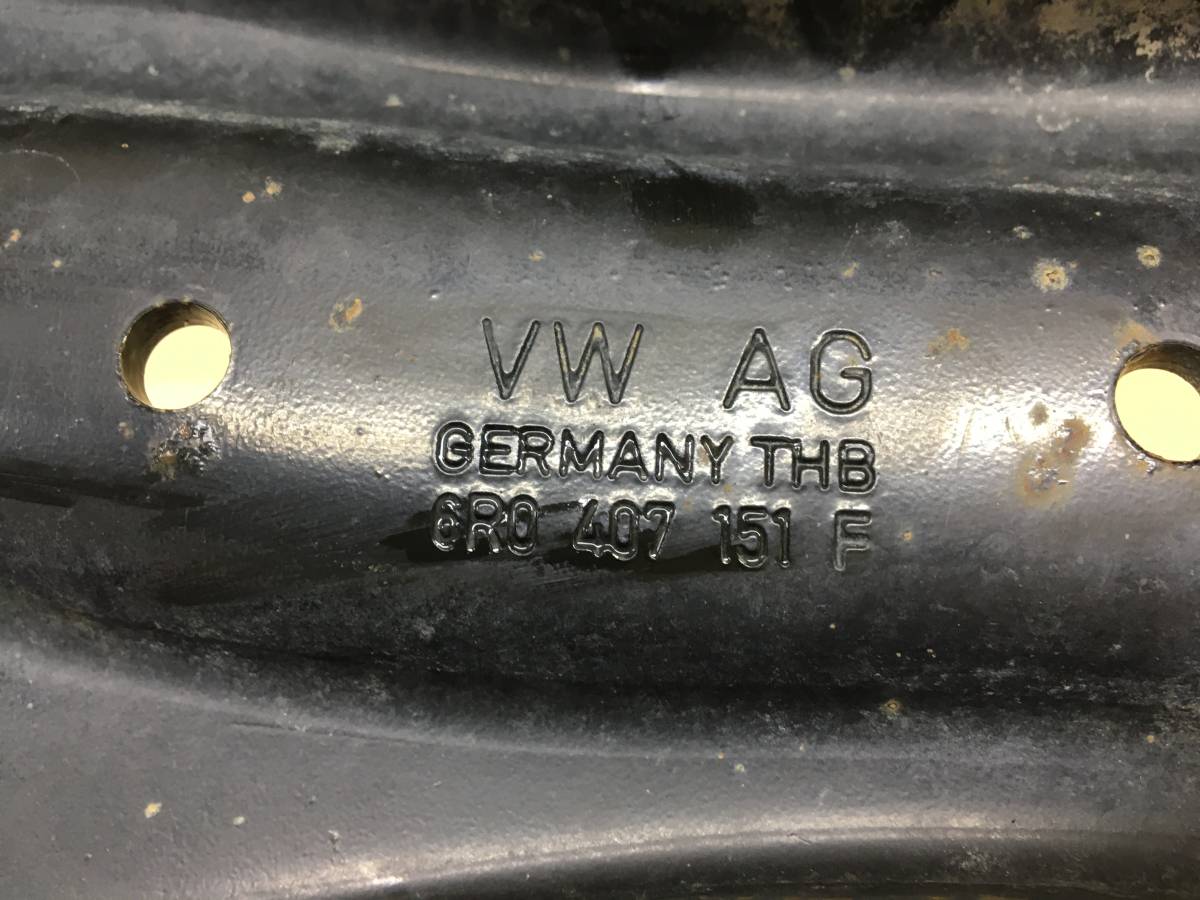 VW AG
GERMANY THB
6R0 407 151 F